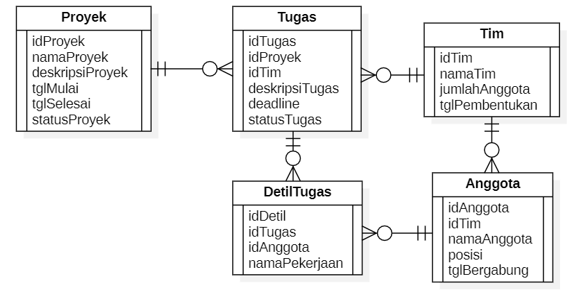 Proyek
idProyek
namaProyek
deskripsiProyek
tglMulai
tglSelesai
statusProyek
Tugas
idTugas
idProyek
idTim
deskripsiTugas
deadline
statusTugas
Tim
idTim
namaTim
jumlahAnggota
tglPembentukan
DetilTugas
idDetil
idTugas
idAnggota
namaPekerjaan
Anggota
idAnggota
idTim
namaAnggota
posisi
tglBergabung